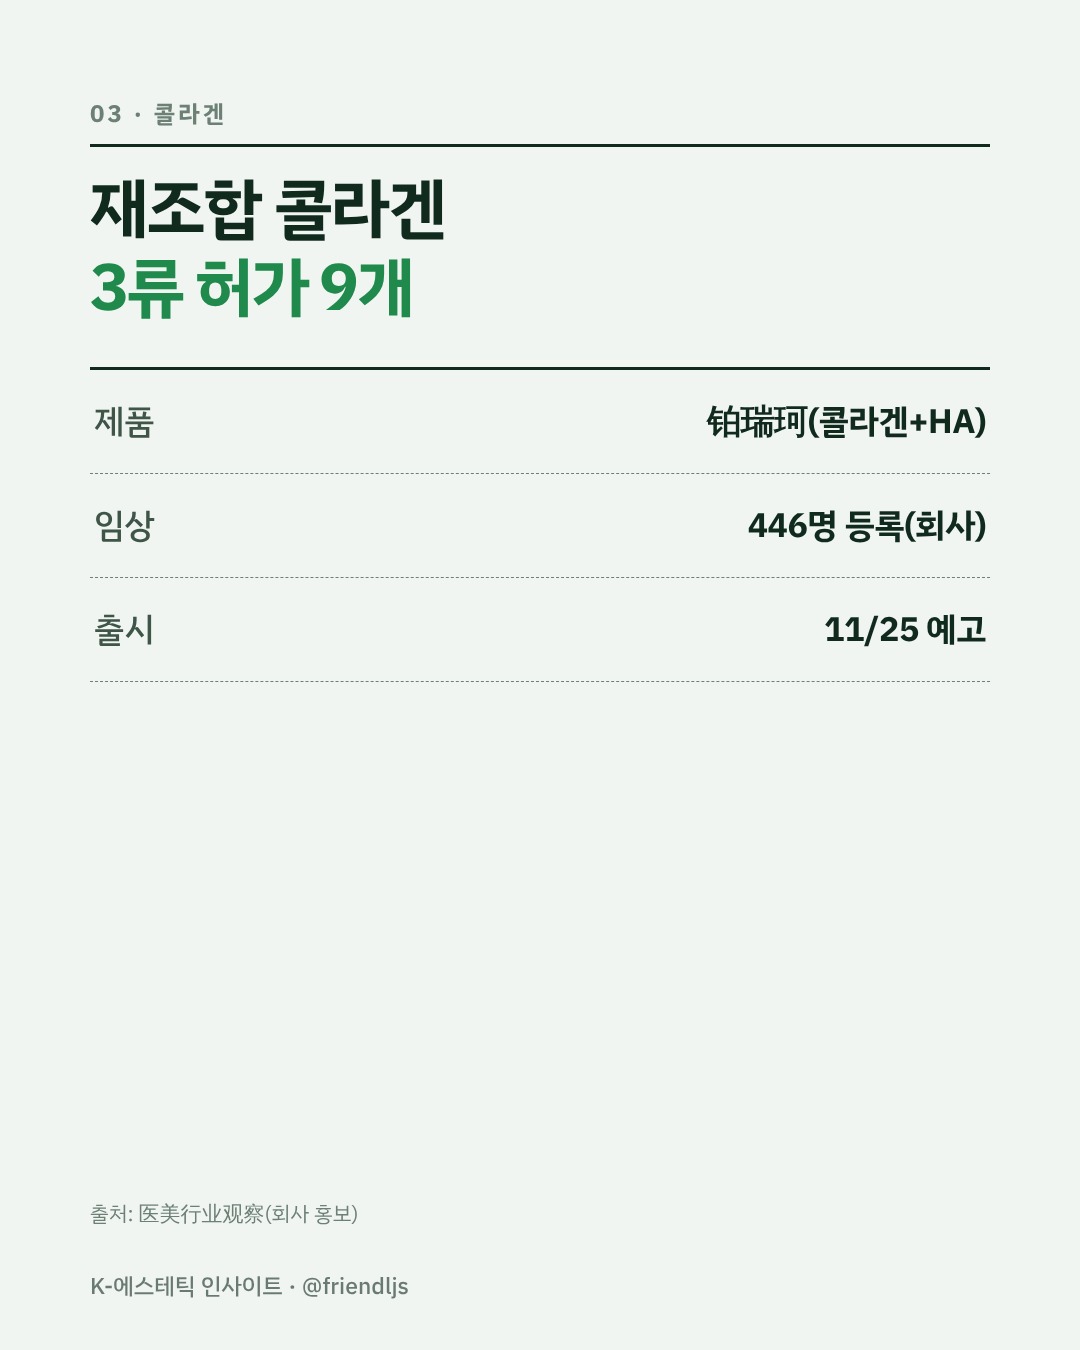 03 · 콜라겐
재조합 콜라겐
3류 허가 9개
제품 铂瑞珂(콜라겐+HA)
임상 446명 등록(회사)
출시 11/25 예고
출처: 医美行业观察(회사 홍보)
K-에스테틱 인사이트 · @friendljs